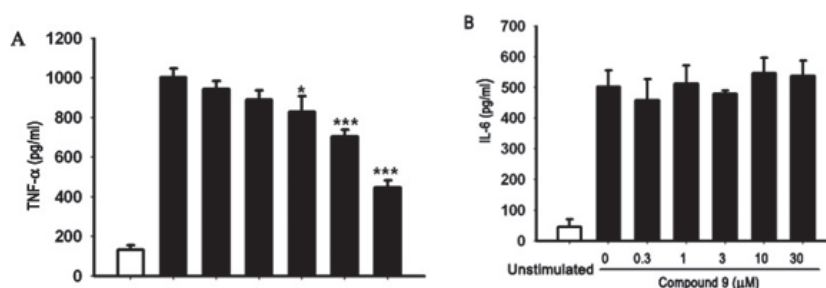 A
TNF-α (pg/ml)
1200
1000
800
600
400
200
0
*
***
***
B
IL-6 (pg/ml)
700
600
500
400
300
200
100
0
Unstimulated
0 0.3 1 3 10 30
Compound 9 (μM)